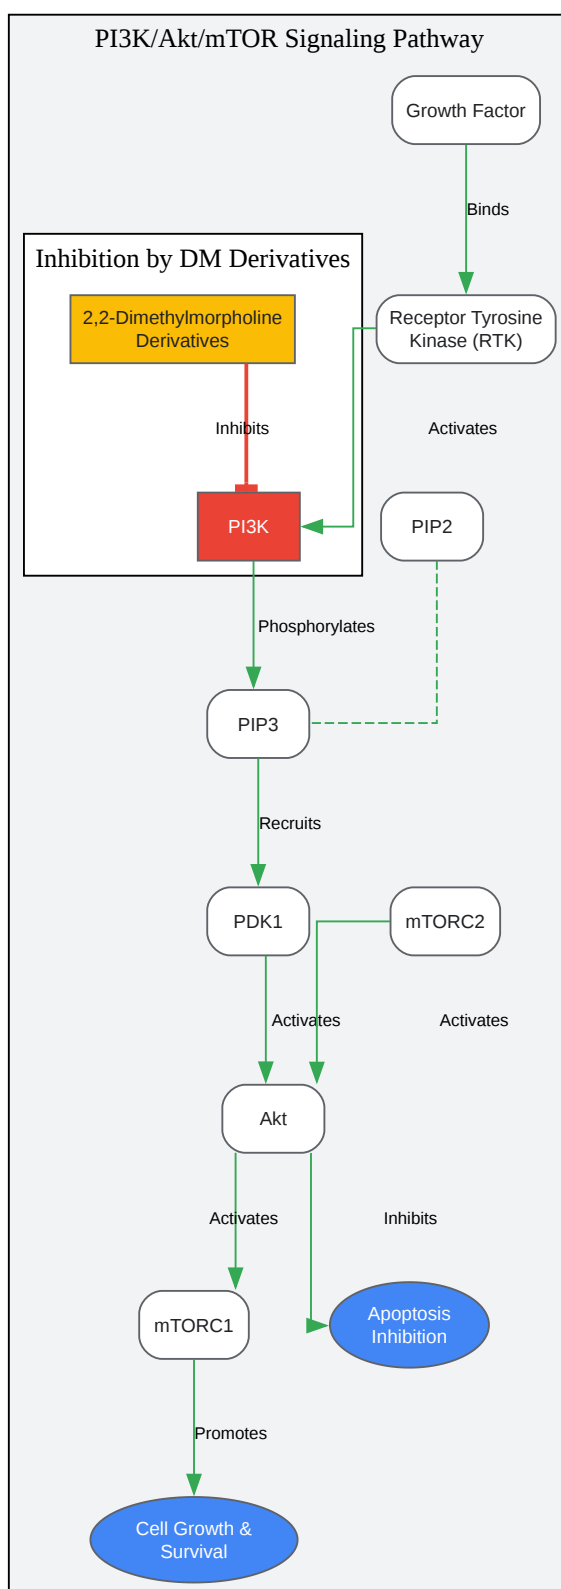 PI3K/Akt/mTOR Signaling Pathway
Growth Factor
Binds
Inhibition by DM Derivatives
2,2-Dimethylmorpholine
Derivatives
Receptor Tyrosine
Kinase (RTK)
Inhibits
Activates
PI3K
PIP2
Phosphorylates
PIP3
Recruits
PDK1
mTORC2
Activates
Activates
Akt
Activates
Inhibits
mTORC1
Apoptosis
Inhibition
Promotes
Cell Growth &
Survival